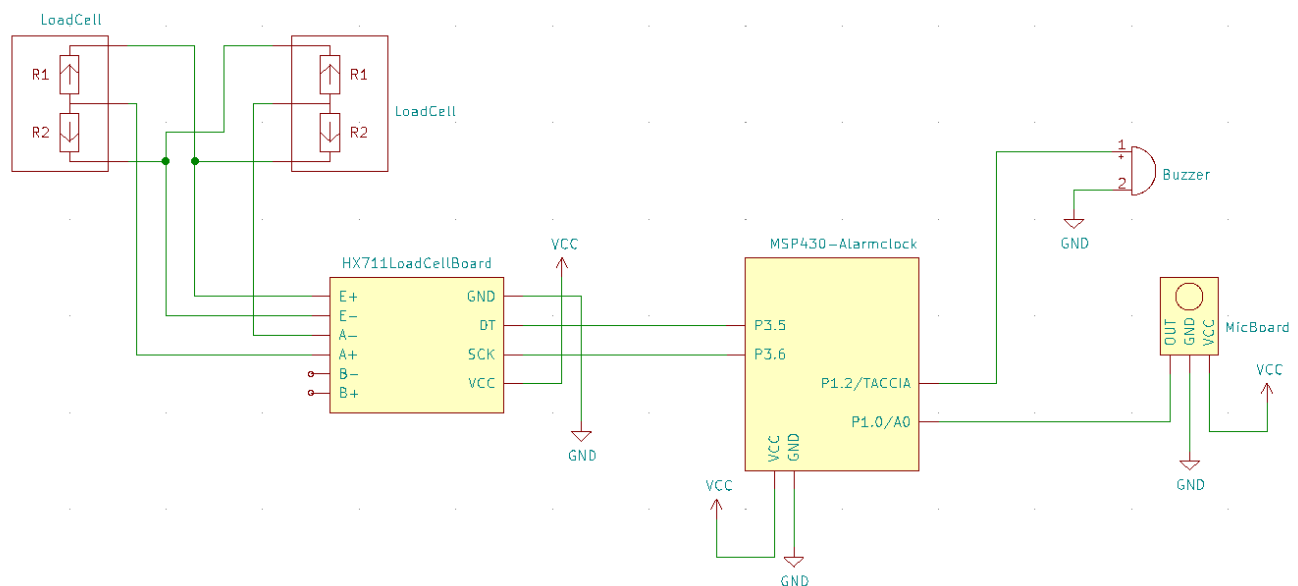 LoadCell
R1
R2
R1
R2
LoadCell
1
+
2
Buzzer
GND
VCC
HX711LoadCellBoard
E+
E-
A-
A+
B-
B+
GND
DT
SCK
VCC
GND
MSP430-Alarmclock
P3.5
P3.6
P1.2/TACCIA
P1.0/A0
VCC
GND
VCC
GND
OUT
GND
VCC
MicBoard
VCC
GND